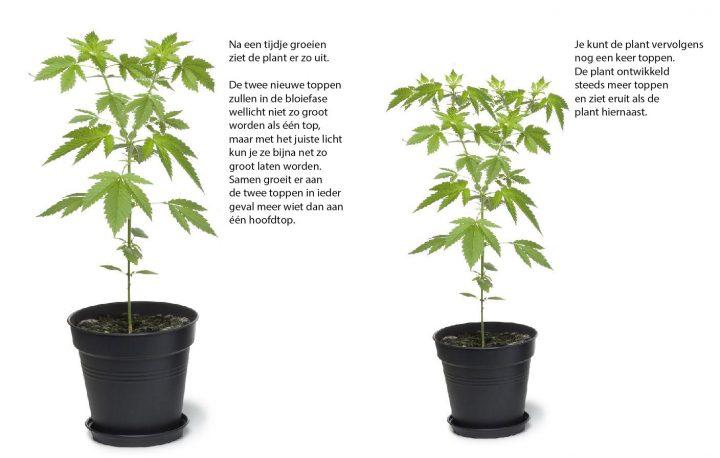 Na een tijdje groeien
ziet de plant er zo uit.
De twee nieuwe toppen
zullen in de bloiefase
wellicht niet zo groot
worden als één top,
maar met het juiste licht
kun je ze bijna net zo
groot laten worden.
Samen groeit er aan
de twee toppen in ieder
geval meer wiet dan aan
één hoofdtop.
Je kunt de plant vervolgens
nog een keer toppen.
De plant ontwikkeld
steeds meer toppen
en ziet eruit als de
plant hiernaast.